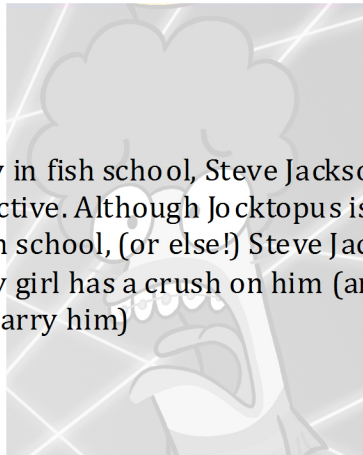 y in fish school, Steve Jackso
ctive. Although Jocktopus is
n school, (or else!) Steve Jac
y girl has a crush on him (an
arry him)